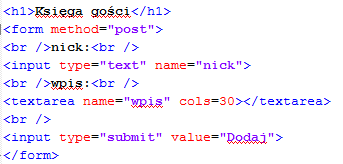 <h1>Księga gości</h1>
<form method="post">
<br />nick:<br />
<input type="text" name="nick">
<br />wpis:<br />
<textarea name="wpis" cols=30></textarea>
<br />
<input type="submit" value="Dodaj">
</form>